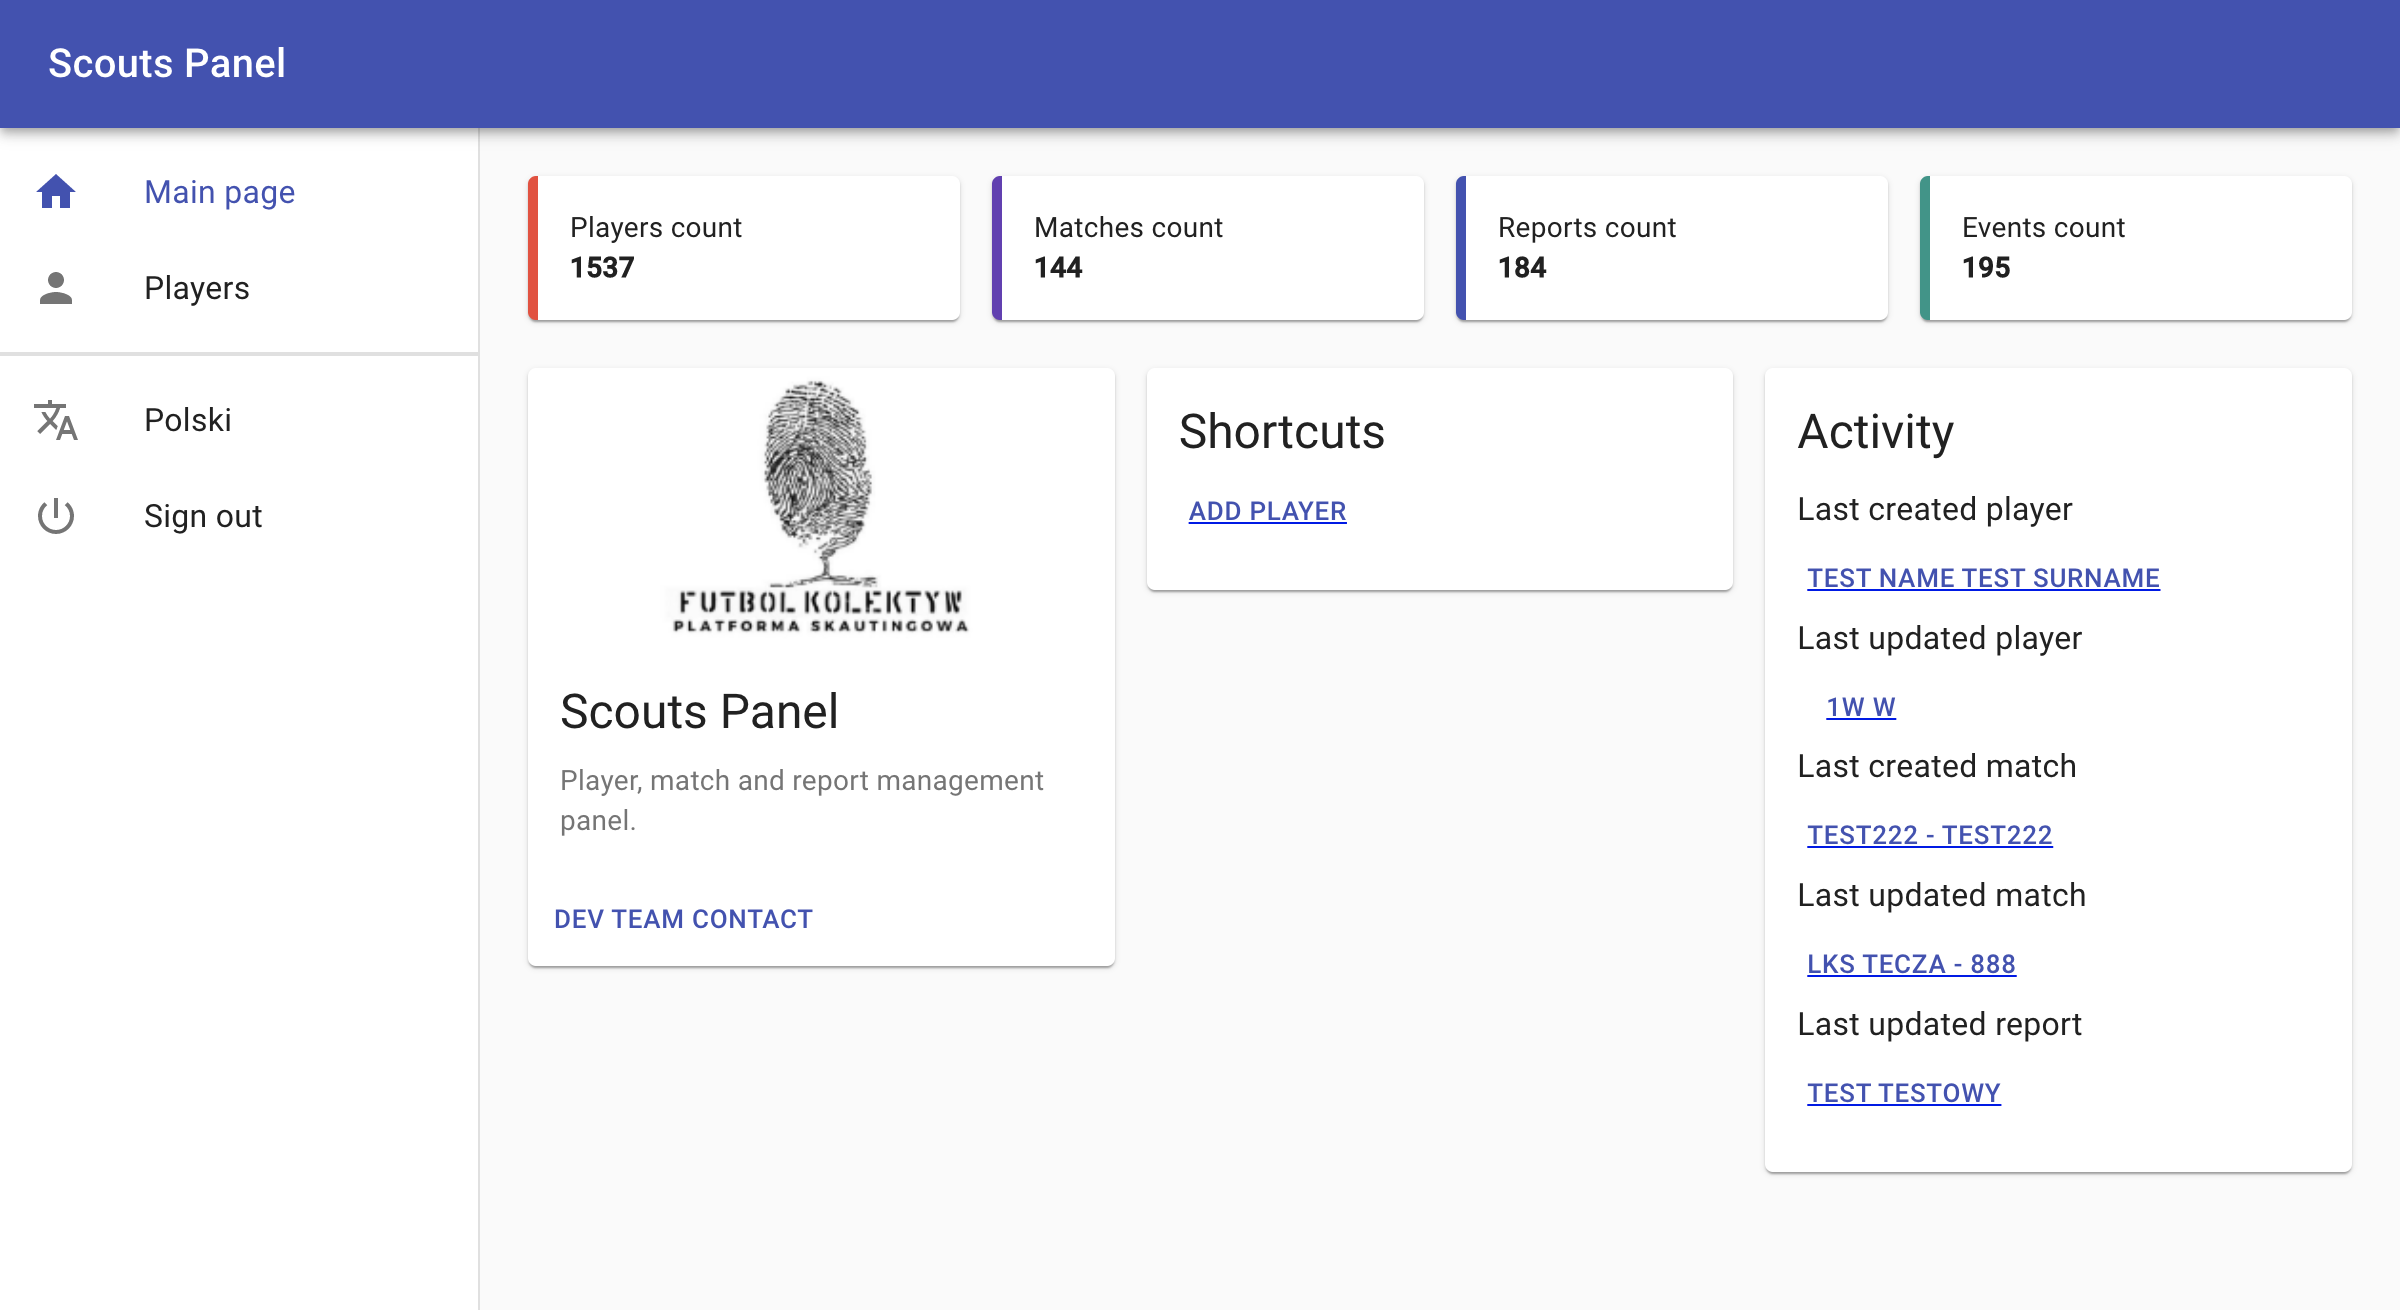 Scouts Panel
Main page
Players
Polski
Sign out
Players count
1537
Matches count
144
Reports count
184
Events count
195
FUTBOL KOLEKTYW
PLATFORMA SKAUTINGOWA
Scouts Panel
Player, match and report management
panel.
DEV TEAM CONTACT
Shortcuts
ADD PLAYER
Activity
Last created player
TEST NAME TEST SURNAME
Last updated player
1W W
Last created match
TEST222 - TEST222
Last updated match
LKS TECZA - 888
Last updated report
TEST TESTOWY